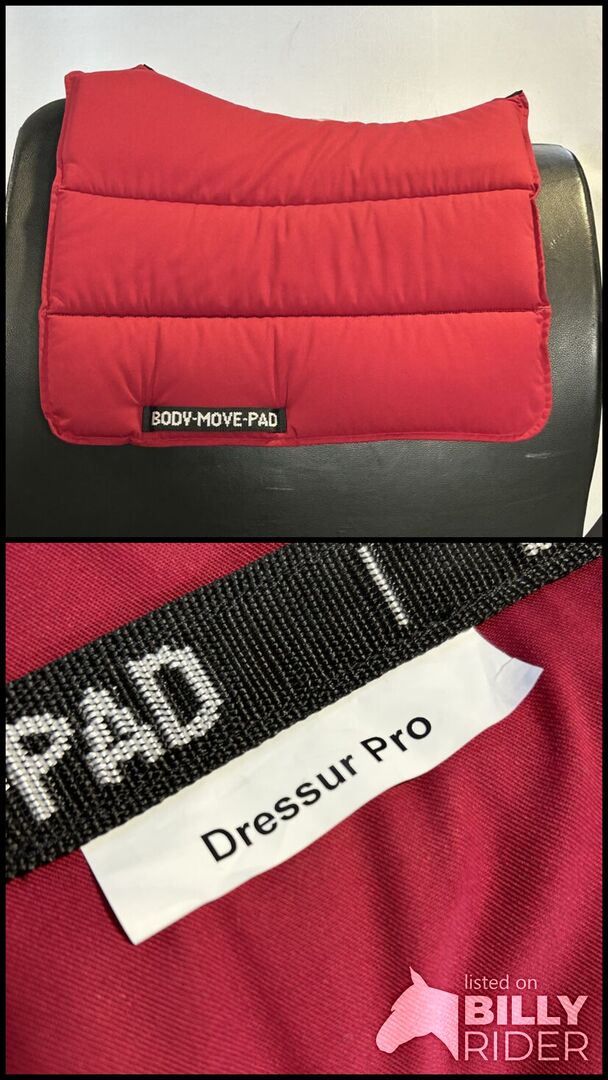 BODY-MOVE-PAD
-PAD |
Dressur Pro
listed on
BILLY
RIDER